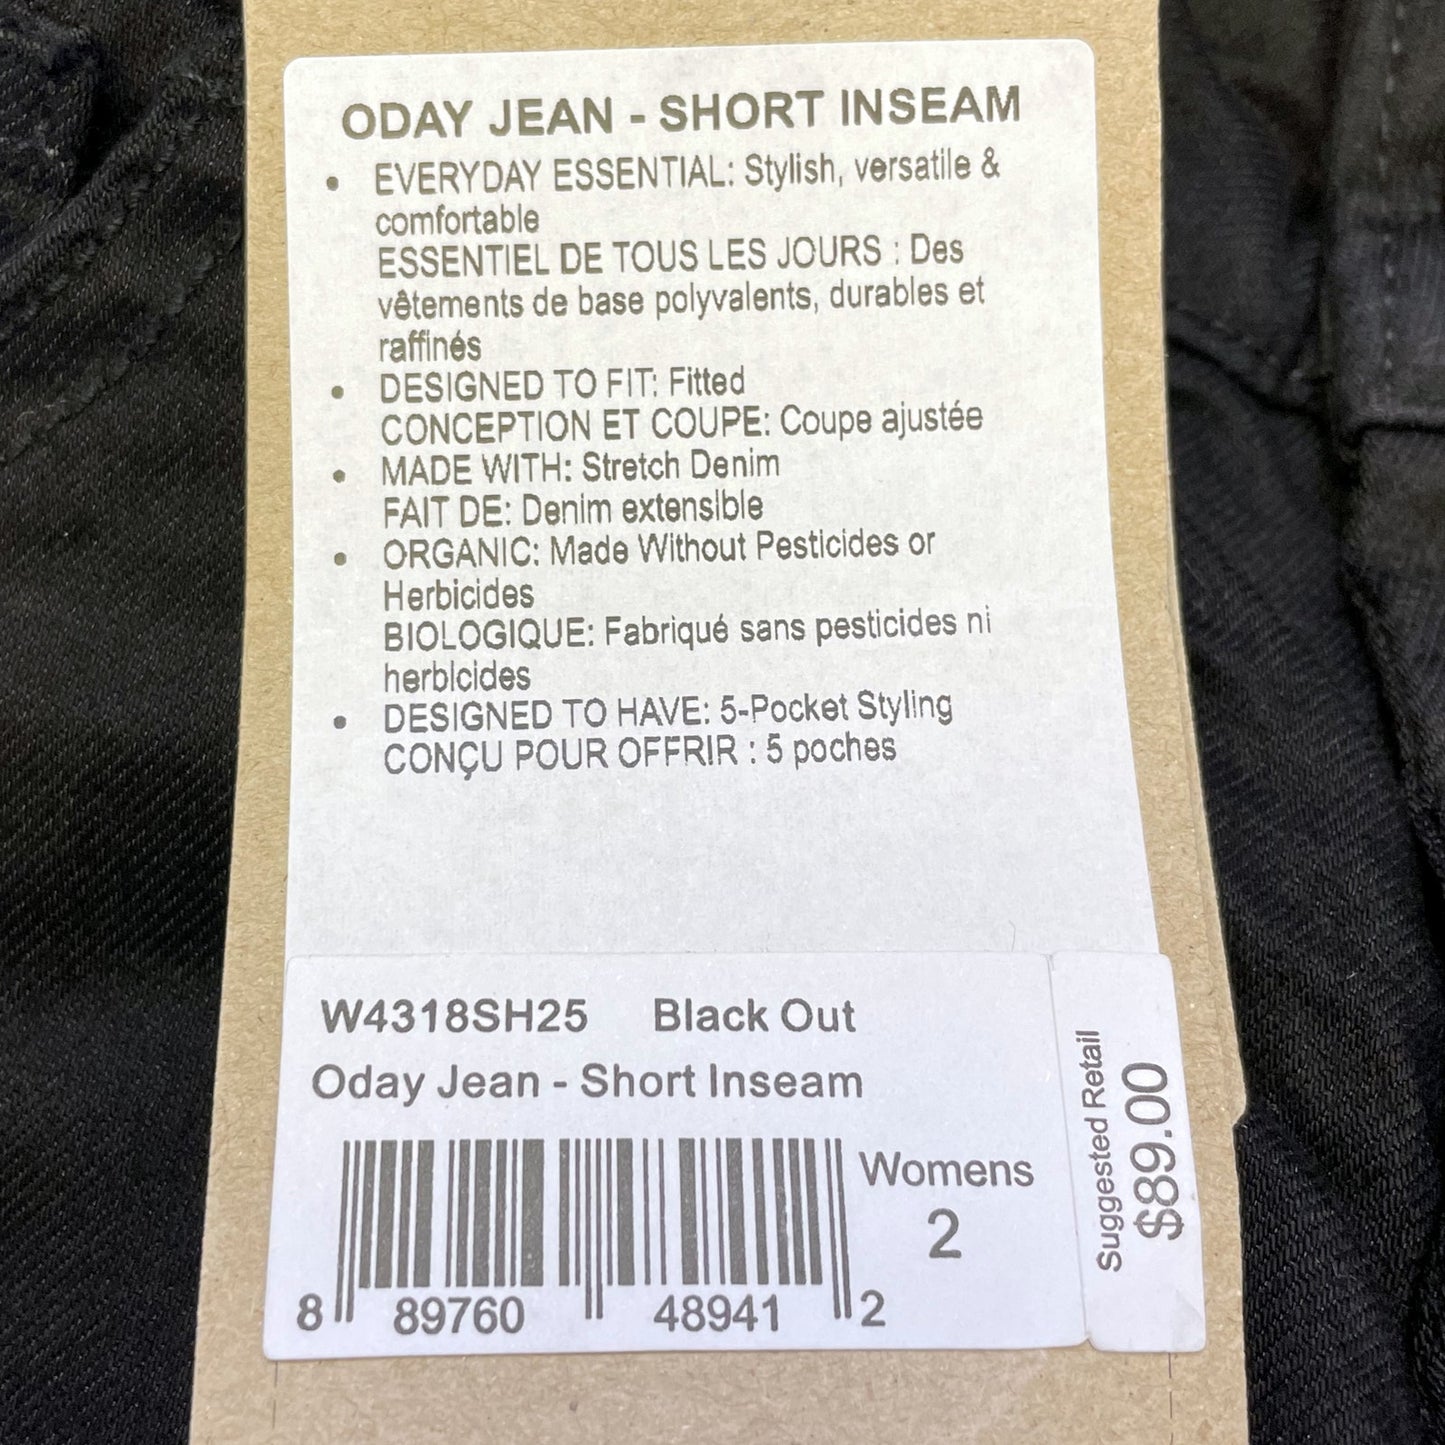 ODAY JEAN - SHORT INSEAM
• EVERYDAY ESSENTIAL: Stylish, versatile &
comfortable
ESSENTIEL DE TOUS LES JOURS : Des
vêtements de base polyvalents, durables et
raffinés
• DESIGNED TO FIT: Fitted
CONCEPTION ET COUPE: Coupe ajustée
• MADE WITH: Stretch Denim
FAIT DE: Denim extensible
• ORGANIC: Made Without Pesticides or
Herbicides
BIOLOGIQUE: Fabriqué sans pesticides ni
herbicides
• DESIGNED TO HAVE: 5-Pocket Styling
CONÇU POUR OFFRIR : 5 poches
W4318SH25 Black Out
Oday Jean - Short Inseam
Womens
2
8 89760 48941 2
Suggested Retail
$89.00